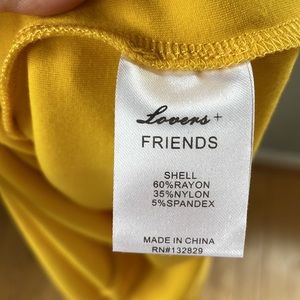 Lovers +
FRIENDS
SHELL
60%RAYON
35%NYLON
5%SPANDEX
MADE IN CHINA
RN#132829